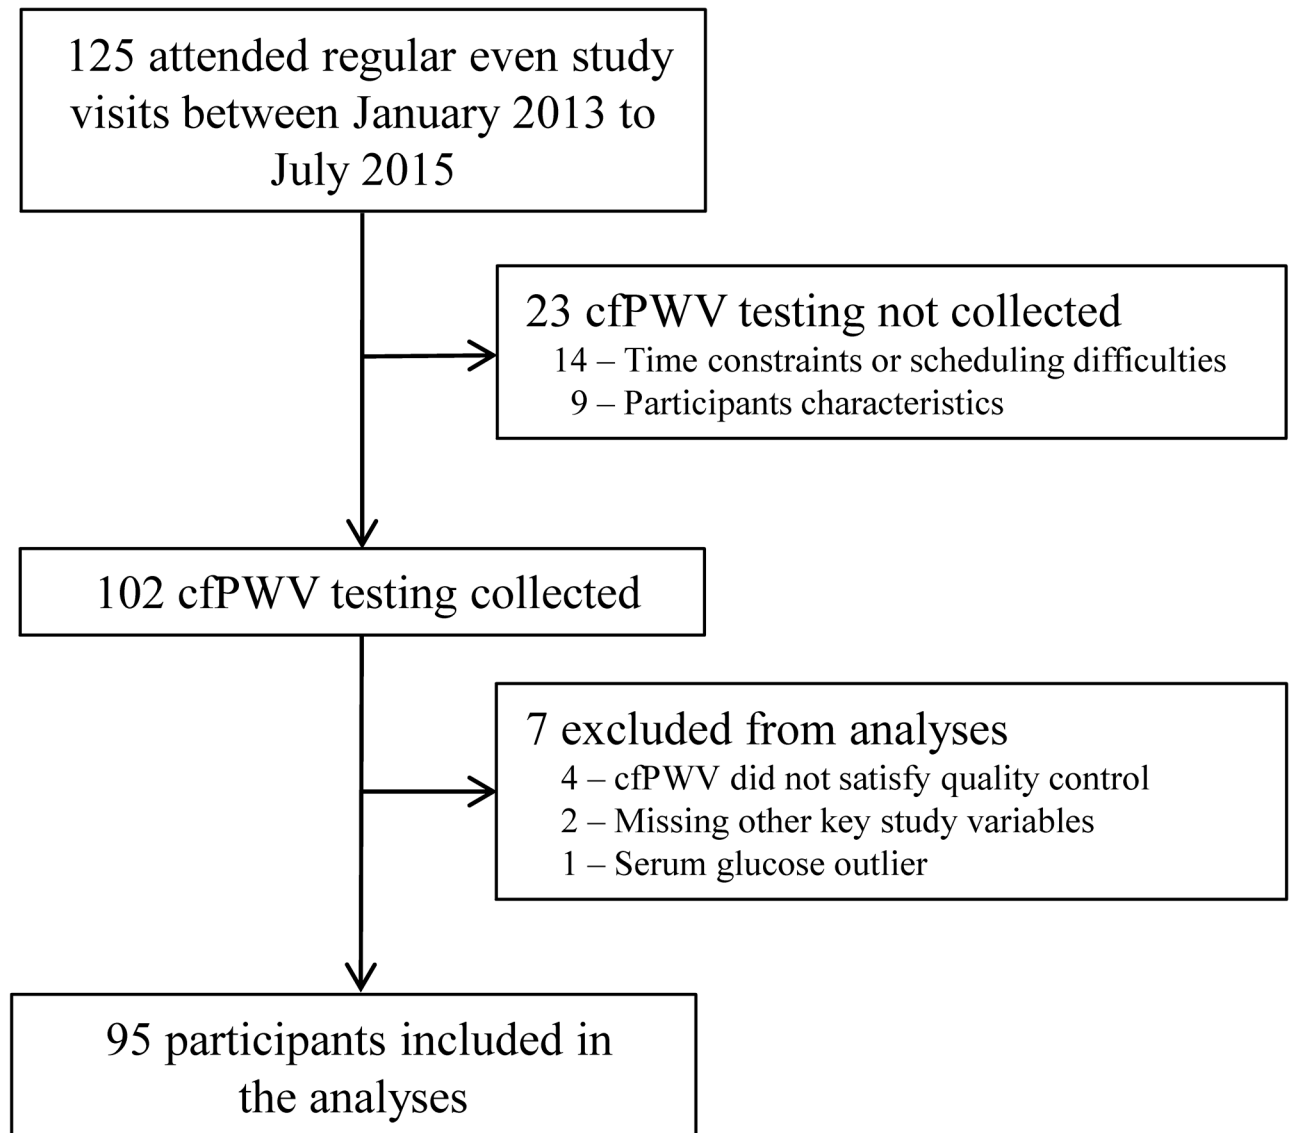 125 attended regular even study
visits between January 2013 to
July 2015
23 cfPWV testing not collected
14 – Time constraints or scheduling difficulties
9 – Participants characteristics
102 cfPWV testing collected
7 excluded from analyses
4 – cfPWV did not satisfy quality control
2 – Missing other key study variables
1 – Serum glucose outlier
95 participants included in
the analyses